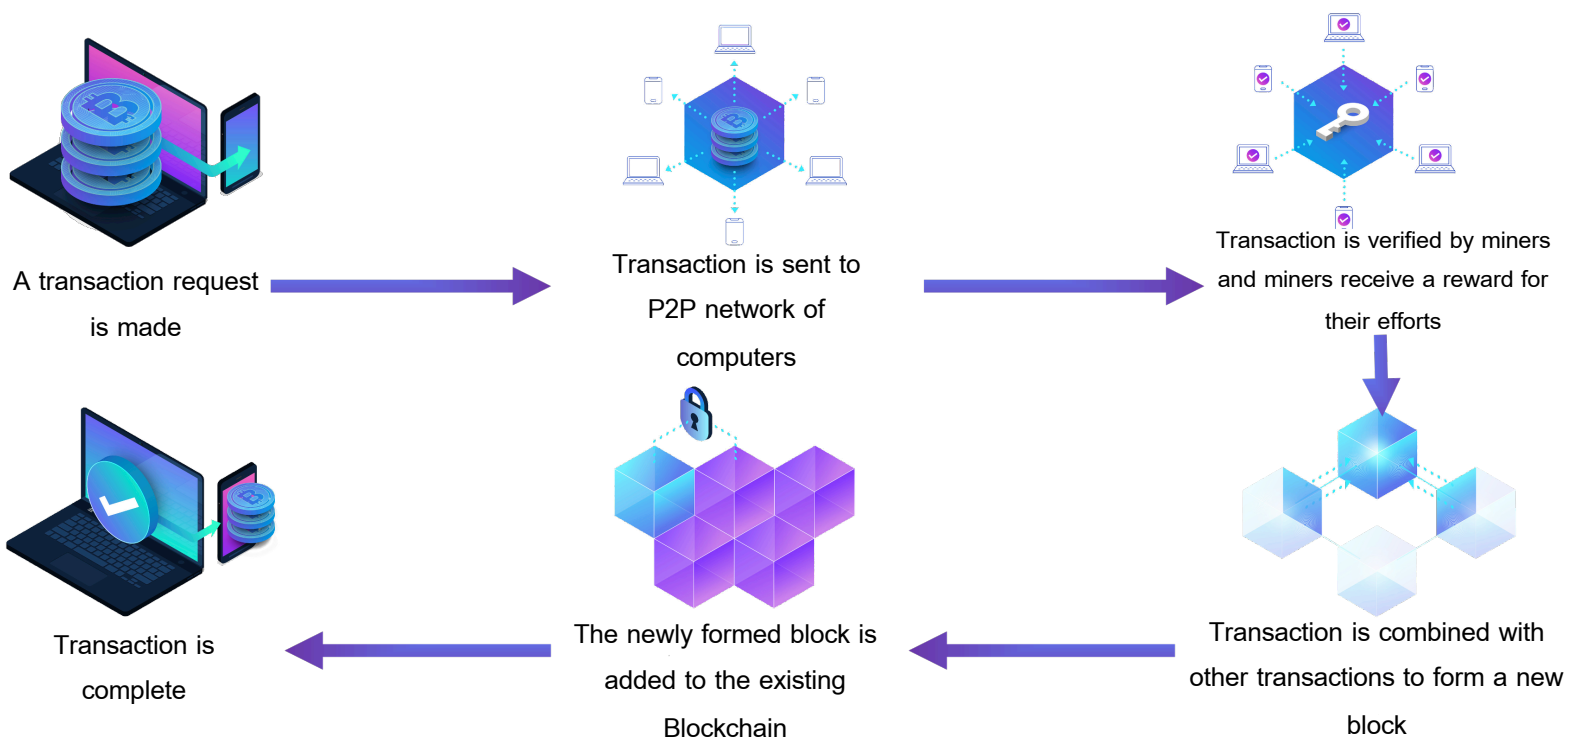 A transaction request
is made
Transaction is sent to
P2P network of
computers
Transaction is verified by miners
and miners receive a reward for
their efforts
Transaction is combined with
other transactions to form a new
block
The newly formed block is
added to the existing
Blockchain
Transaction is
complete